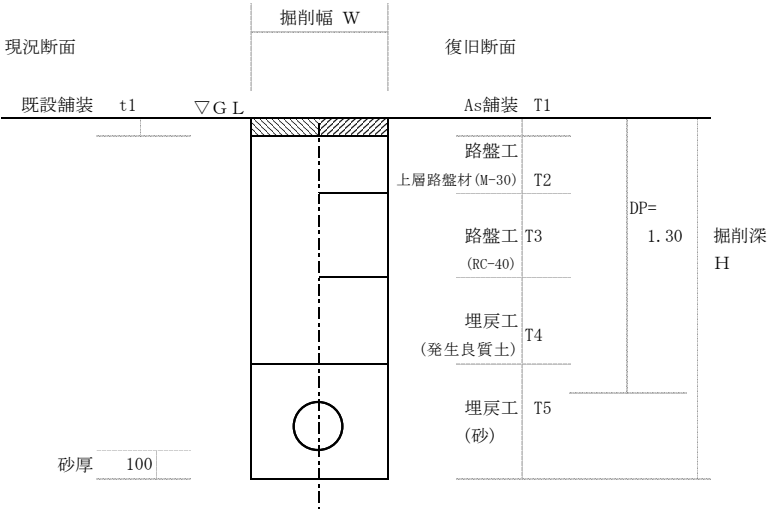 掘削幅 W
現況断面
復旧断面
既設舗装 t1
▽GL
As舗装 T1
路盤工
上層路盤材(M-30) T2
DP=
1.30
路盤工 T3
(RC-40)
掘削深
H
埋戻工
T4
(発生良質土)
埋戻工 T5
(砂)
砂厚 100